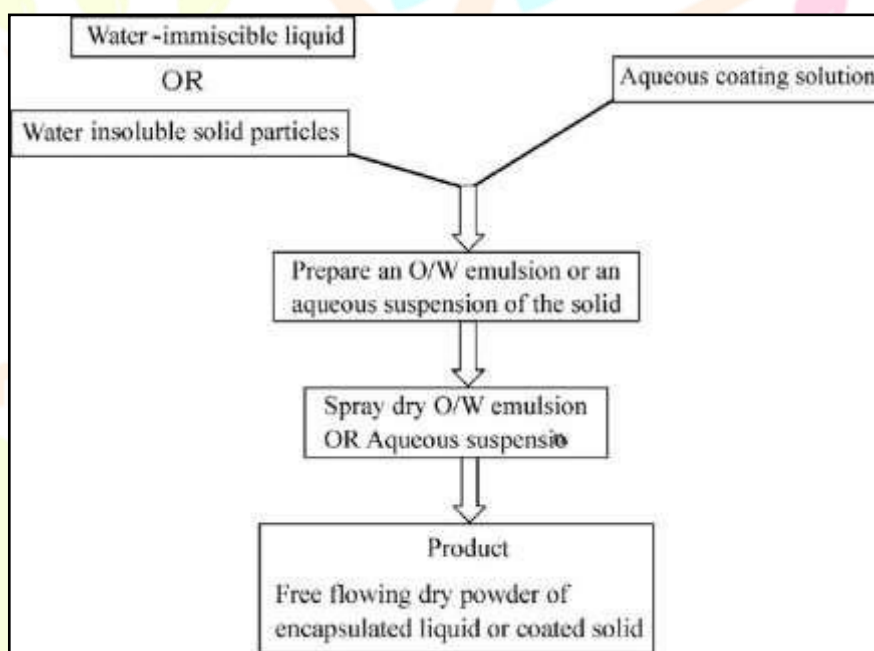 Water -immiscible liquid
OR
Water insoluble solid particles
Aqueous coating solution
Prepare an O/W emulsion or an
aqueous suspension of the solid
Spray dry O/W emulsion
OR Aqueous suspensio
Product
Free flowing dry powder of
encapsulated liquid or coated solid